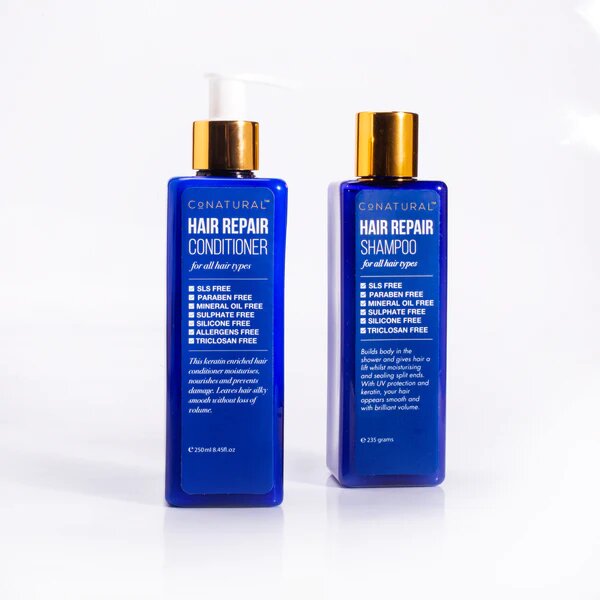 CoNATURAL™
HAIR REPAIR
CONDITIONER
for all hair types
SLS FREE
PARABEN FREE
MINERAL OIL FREE
SULPHATE FREE
SILICONE FREE
ALLERGENS FREE
TRICLOSAN FREE
This keratin enriched hair
conditioner moisturises,
nourishes and prevents
damage. Leaves hair silky
smooth without loss of
volume.
℮ 250ml 8.45fl.oz
CoNATURAL™
HAIR REPAIR
SHAMPOO
for all hair types
SLS FREE
PARABEN FREE
MINERAL OIL FREE
SULPHATE FREE
SILICONE FREE
TRICLOSAN FREE
Builds body in the
shower and gives hair a
lift whilst moisturising
and sealing split ends.
With UV protection and
keratin, your hair
appears smooth and
with brilliant volume.
℮ 235 grams